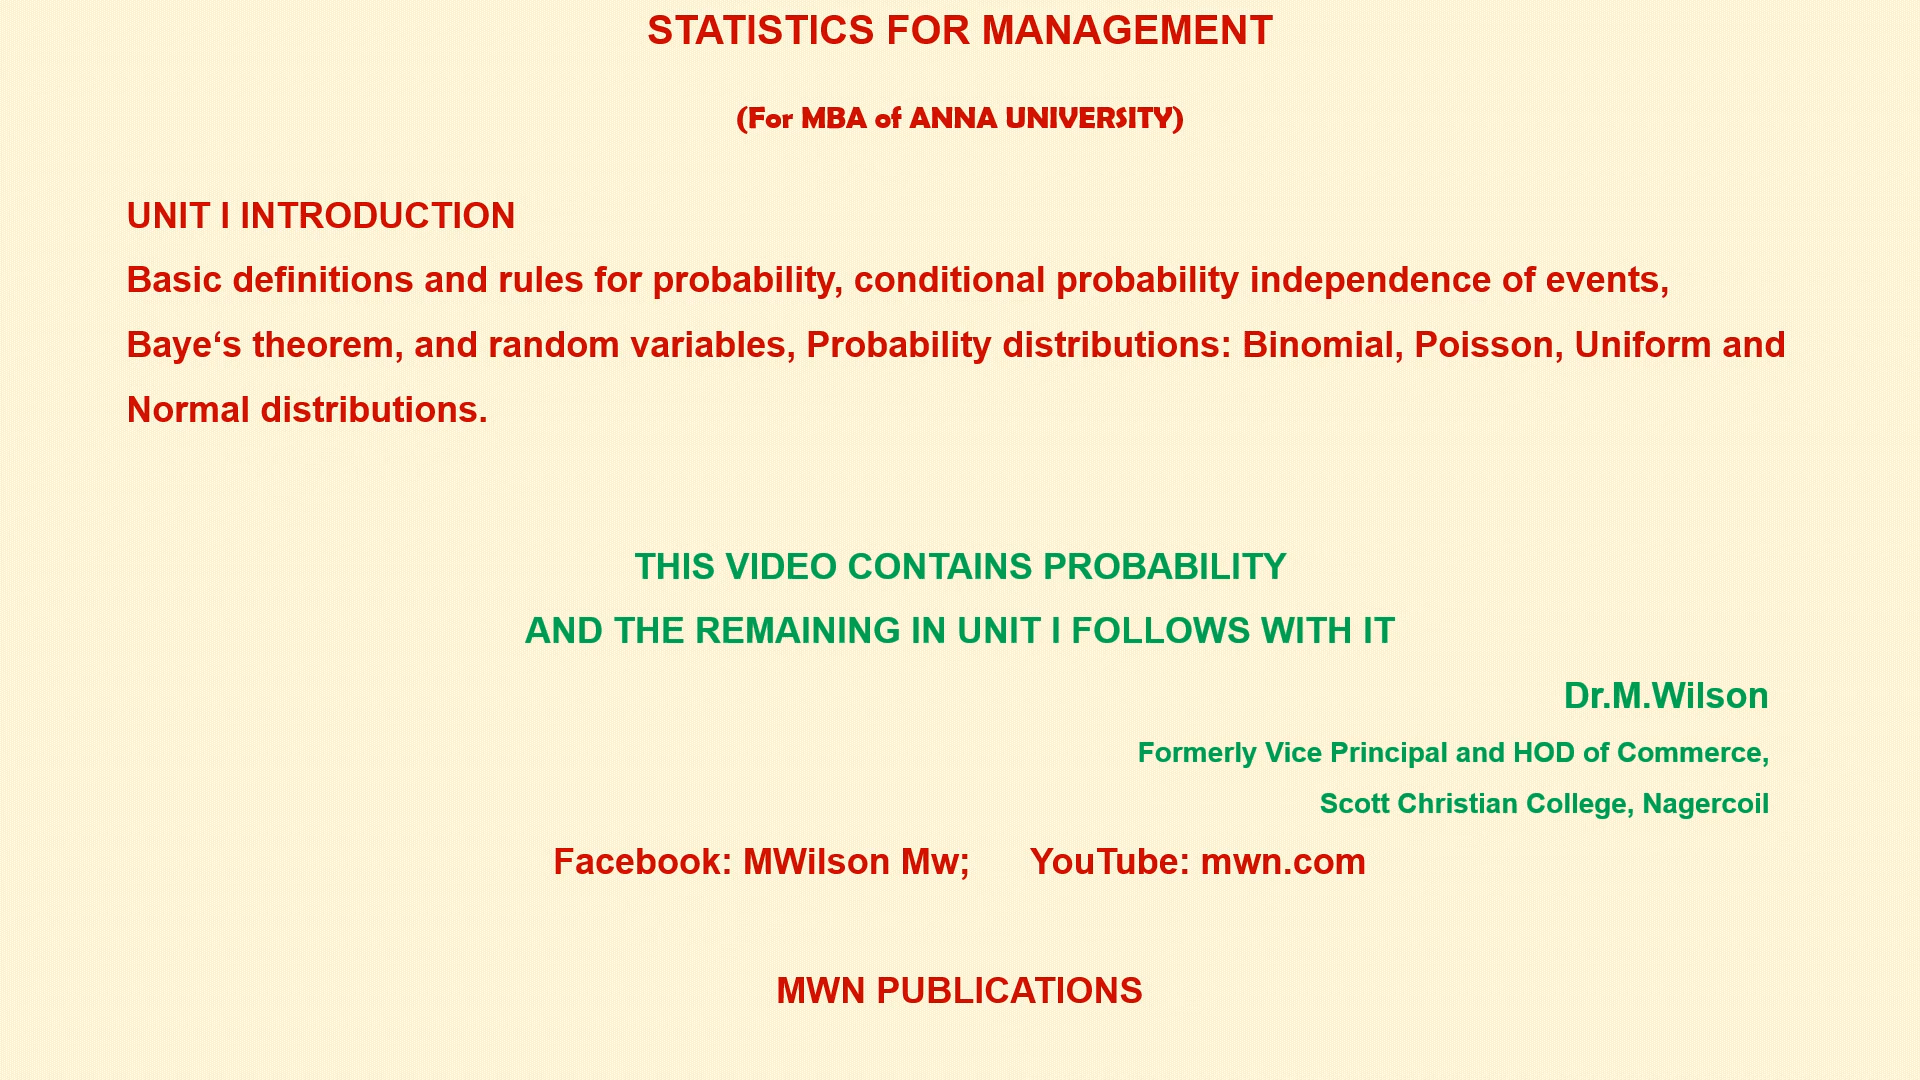 STATISTICS FOR MANAGEMENT
(For MBA of ANNA UNIVERSITY)
UNIT I INTRODUCTION
Basic definitions and rules for probability, conditional probability independence of events,
Baye‘s theorem, and random variables, Probability distributions: Binomial, Poisson, Uniform and
Normal distributions.
THIS VIDEO CONTAINS PROBABILITY
AND THE REMAINING IN UNIT I FOLLOWS WITH IT
Dr.M.Wilson
Formerly Vice Principal and HOD of Commerce,
Scott Christian College, Nagercoil
Facebook: MWilson Mw; YouTube: mwn.com
MWN PUBLICATIONS